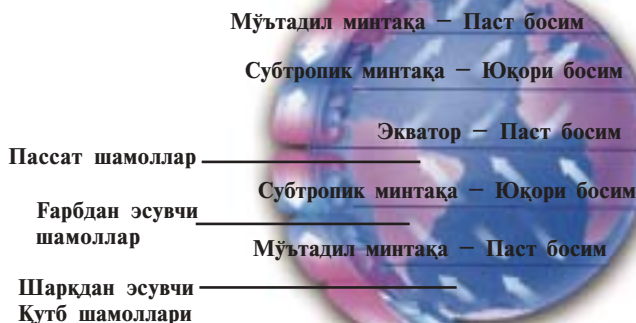 Мўътадил минтақа – Паст босим
Субтропик минтақа – Юқори босим
Экватор – Паст босим
Пассат шамоллар
Субтропик минтақа – Юқори босим
Ғарбдан эсувчи
шамоллар
Мўътадил минтақа – Паст босим
Шарқдан эсувчи
Қутб шамоллари